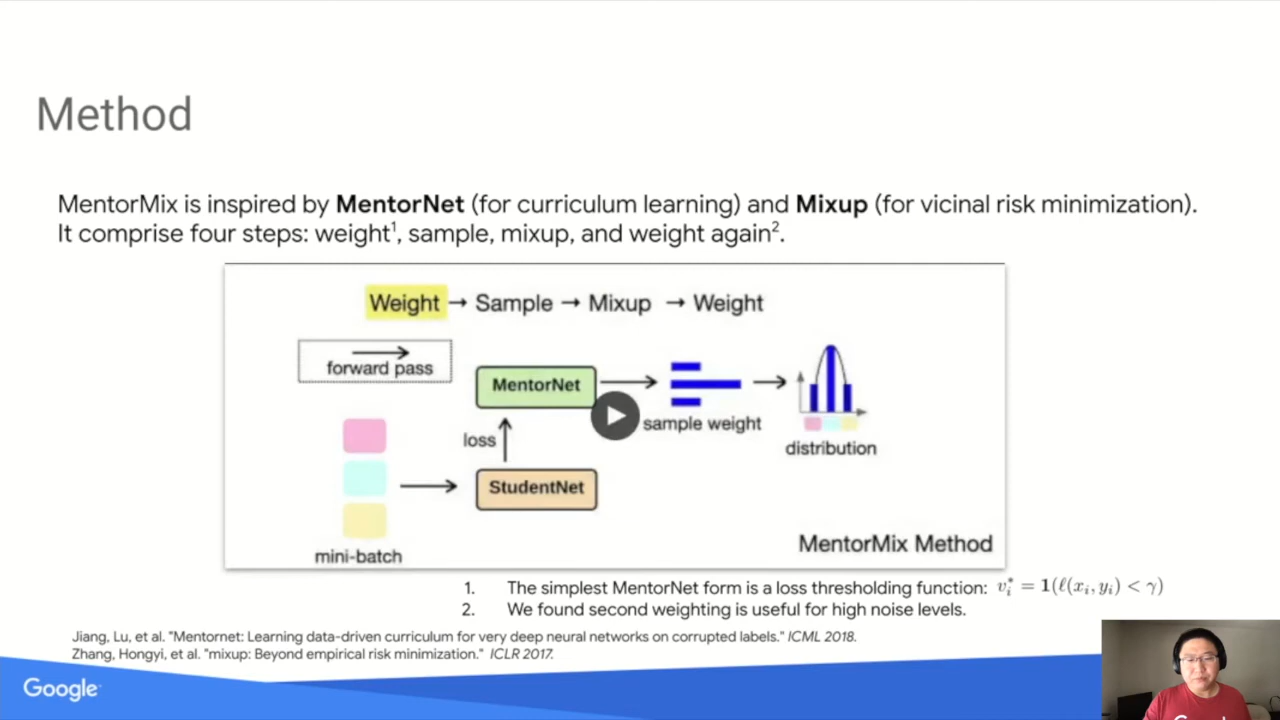 Method
MentorMix is inspired by MentorNet (for curriculum learning) and Mixup (for vicinal risk minimization).
It comprise four steps: weight¹, sample, mixup, and weight again².
Weight → Sample → Mixup → Weight
forward pass
MentorNet
loss
sample weight
distribution
StudentNet
mini-batch
MentorMix Method
1. The simplest MentorNet form is a loss thresholding function: v_i^* = 1(ℓ(x_i, y_i) < γ)
2. We found second weighting is useful for high noise levels.
Jiang, Lu, et al. "Mentornet: Learning data-driven curriculum for very deep neural networks on corrupted labels." ICML 2018.
Zhang, Hongyi, et al. "mixup: Beyond empirical risk minimization." ICLR 2017.
Google